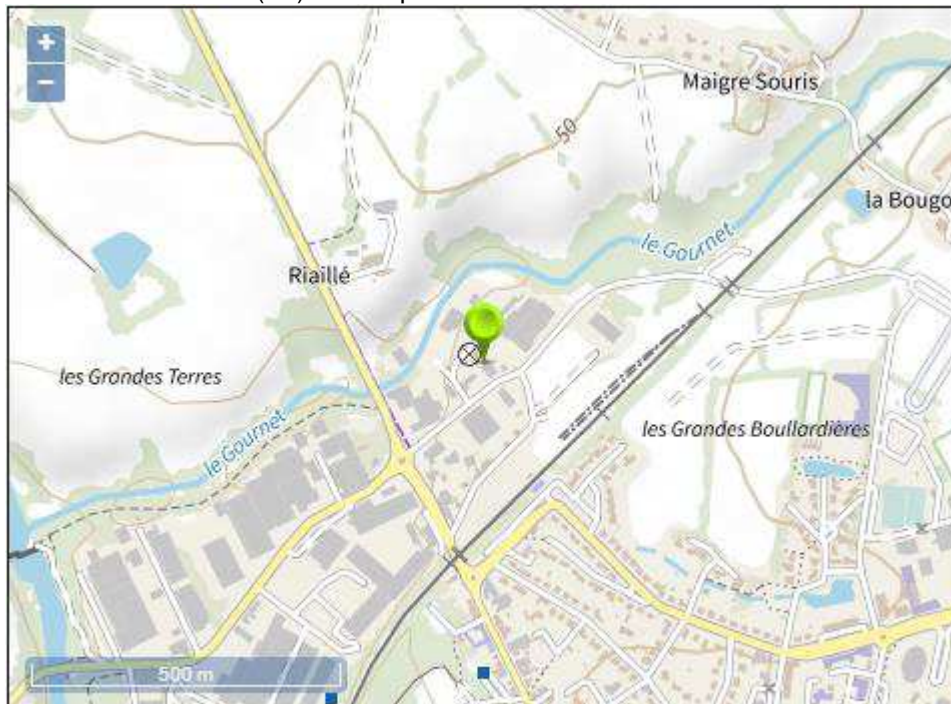 +
Maigre Souris
−
50
la Bougo
le Gournet
Riaillé
les Grandes Terres
le Gournet
les Grandes Boullardières
500 m